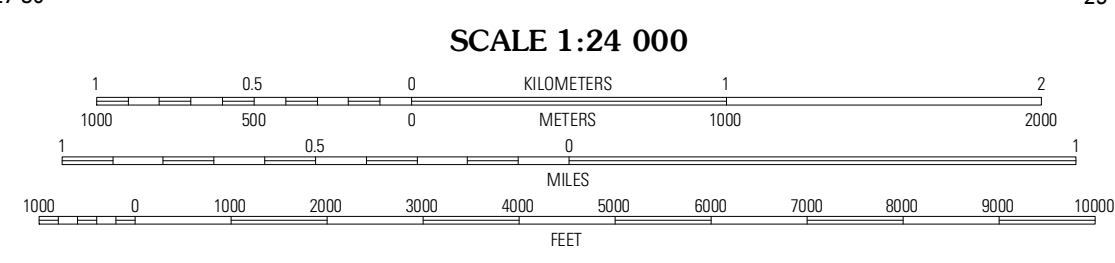 SCALE 1:24 000
1 0.5 0 KILOMETERS 1 2
1000 500 0 METERS 1000 2000
1 0.5 0 1
MILES
1000 0 1000 2000 3000 4000 5000 6000 7000 8000 9000 10000
FEET